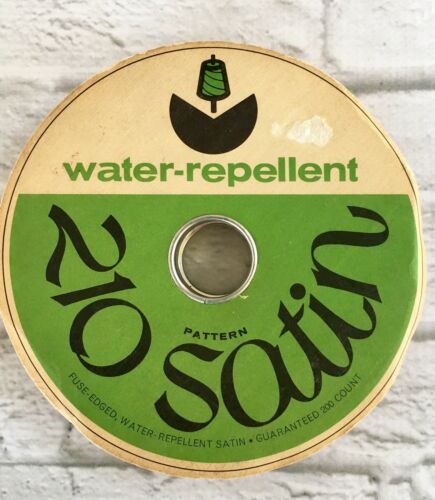 water-repellent
210 satin
PATTERN
FUSE-EDGED, WATER-REPELLENT SATIN • GUARANTEED 200 COUNT